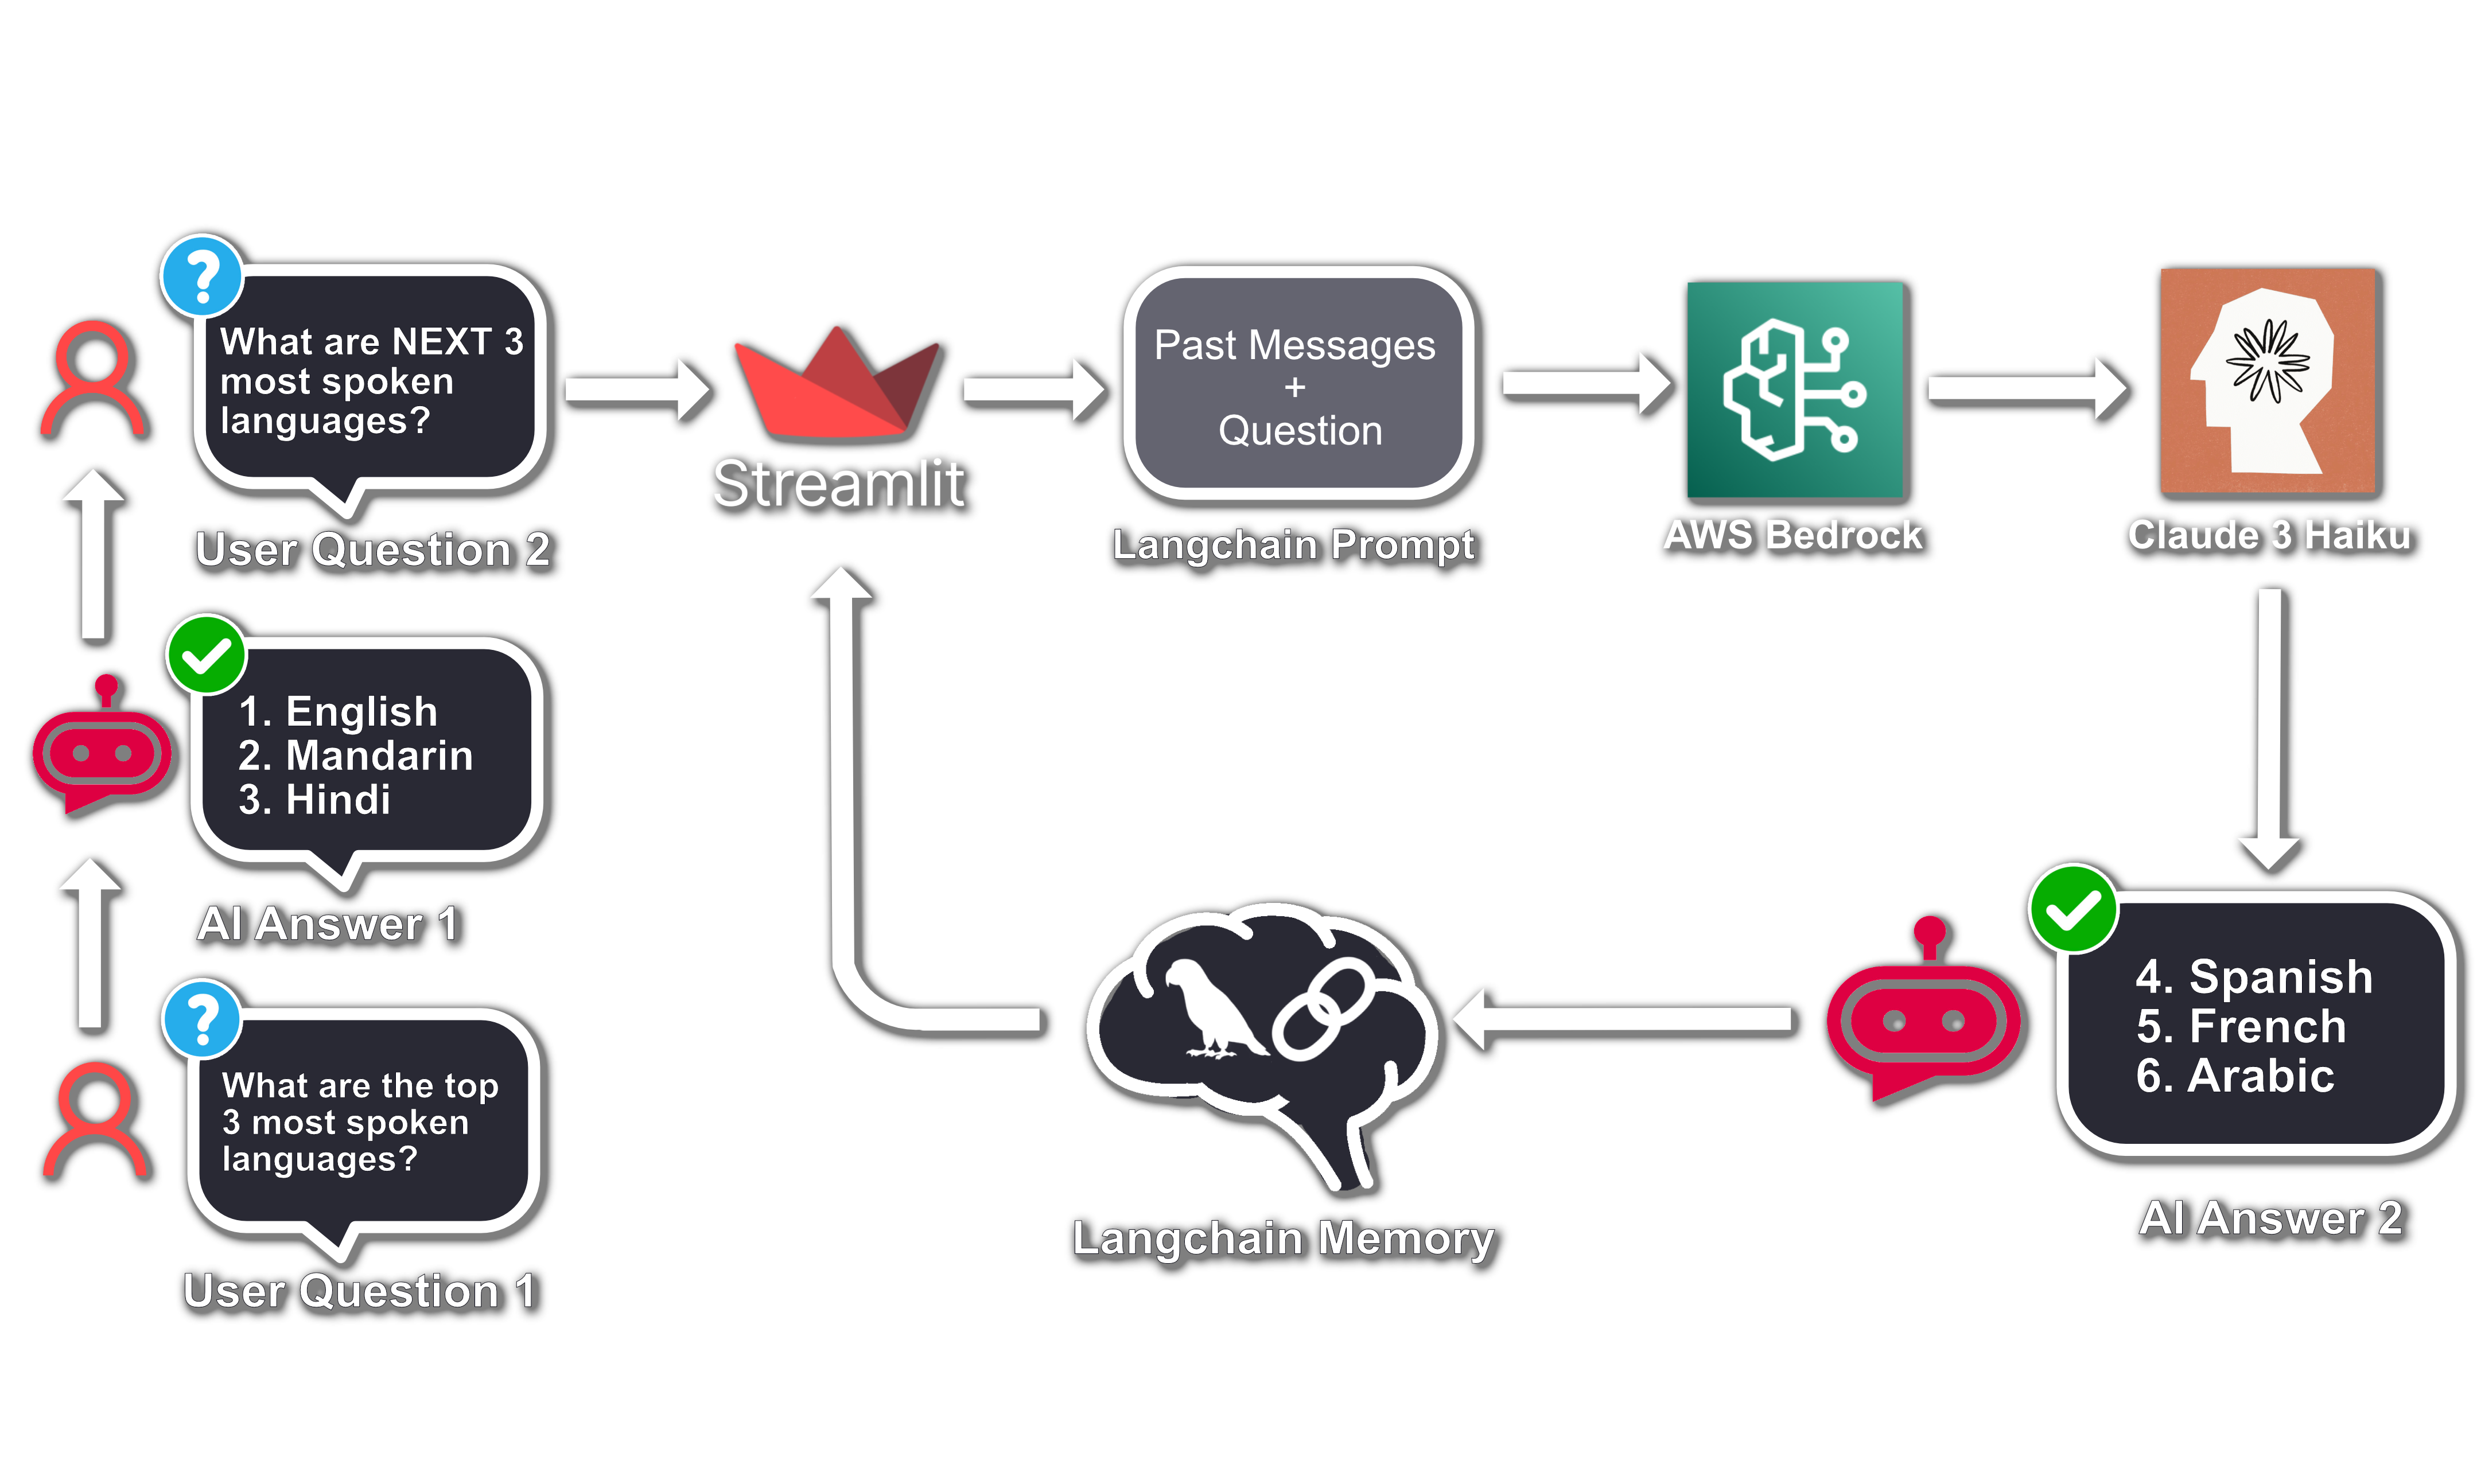 What are NEXT 3
most spoken
languages?
User Question 2
Streamlit
Past Messages
+
Question
Langchain Prompt
AWS Bedrock
Claude 3 Haiku
1. English
2. Mandarin
3. Hindi
AI Answer 1
What are the top
3 most spoken
languages?
User Question 1
Langchain Memory
4. Spanish
5. French
6. Arabic
AI Answer 2